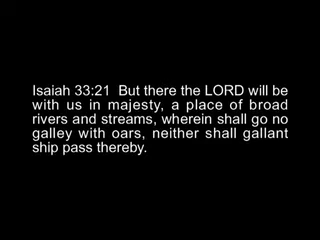 Isaiah 33:21  But there the LORD will be
with us in majesty, a place of broad
rivers and streams, wherein shall go no
galley with oars, neither shall gallant
ship pass thereby.